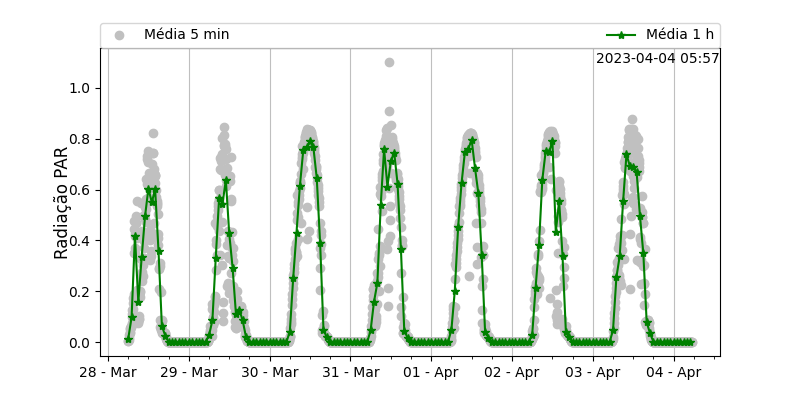 Média 5 min
Média 1 h
2023-04-04 05:57
Radiação PAR
1.0
0.8
0.6
0.4
0.2
0.0
28 - Mar
29 - Mar
30 - Mar
31 - Mar
01 - Apr
02 - Apr
03 - Apr
04 - Apr